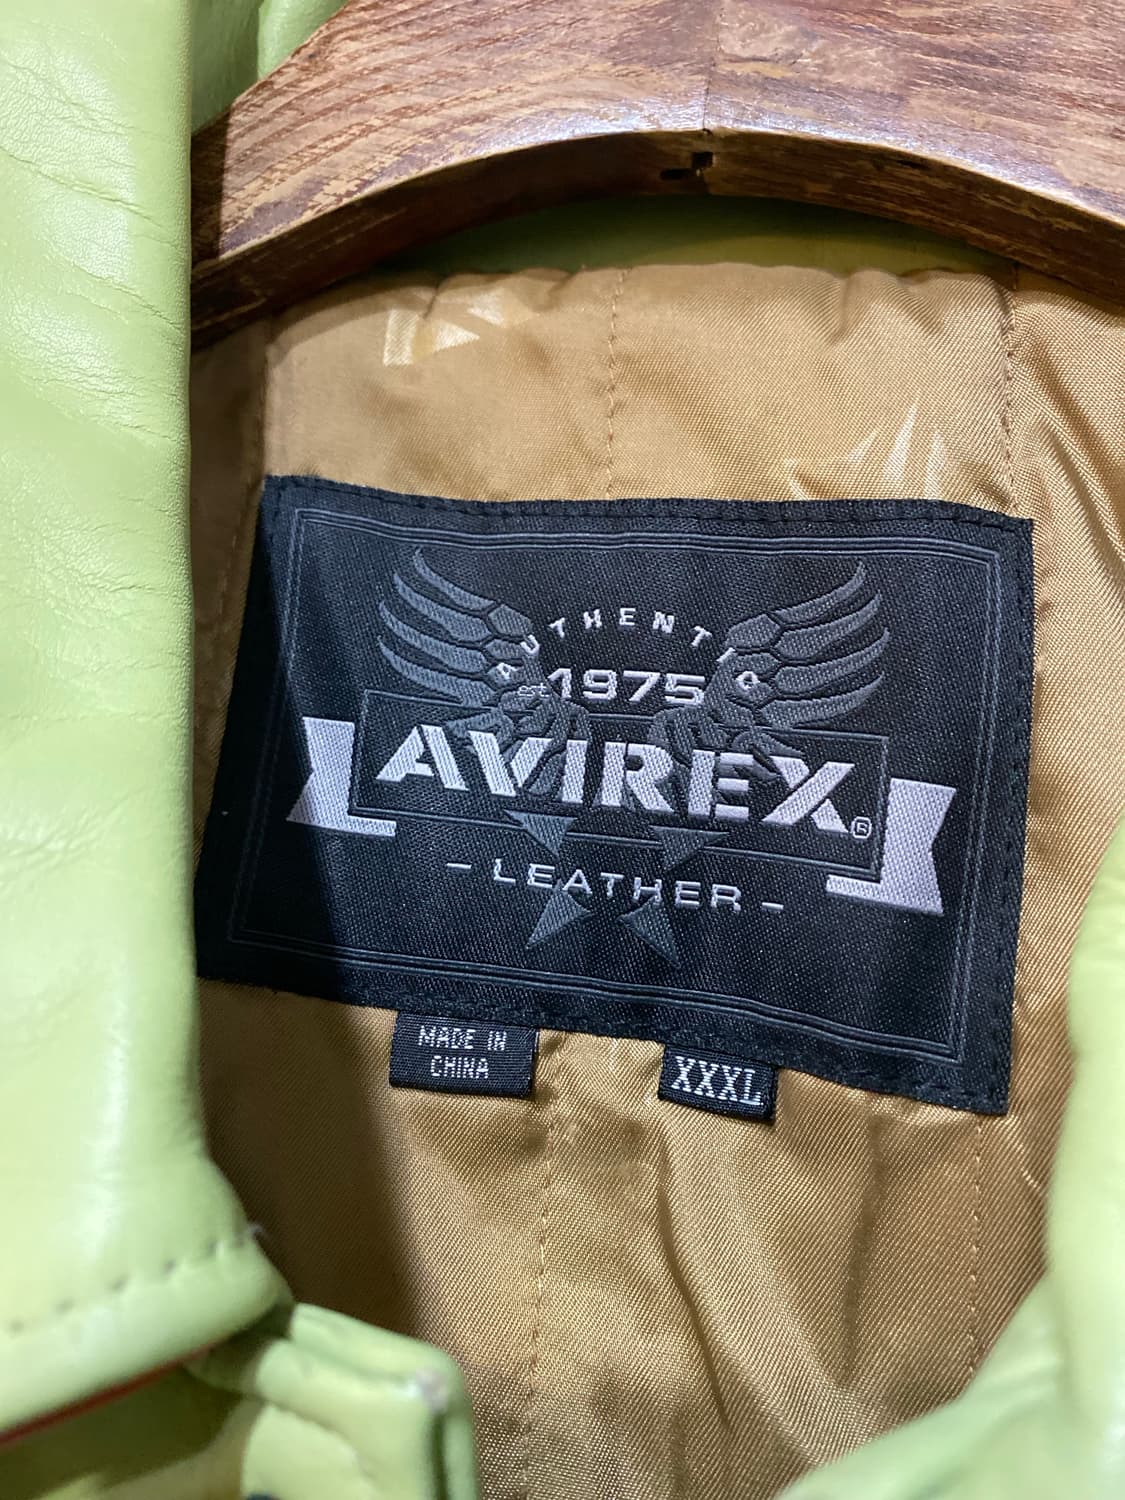 AUTHENTIC
est 1975
AVIREX®
- LEATHER -
MADE IN
CHINA
XXXL